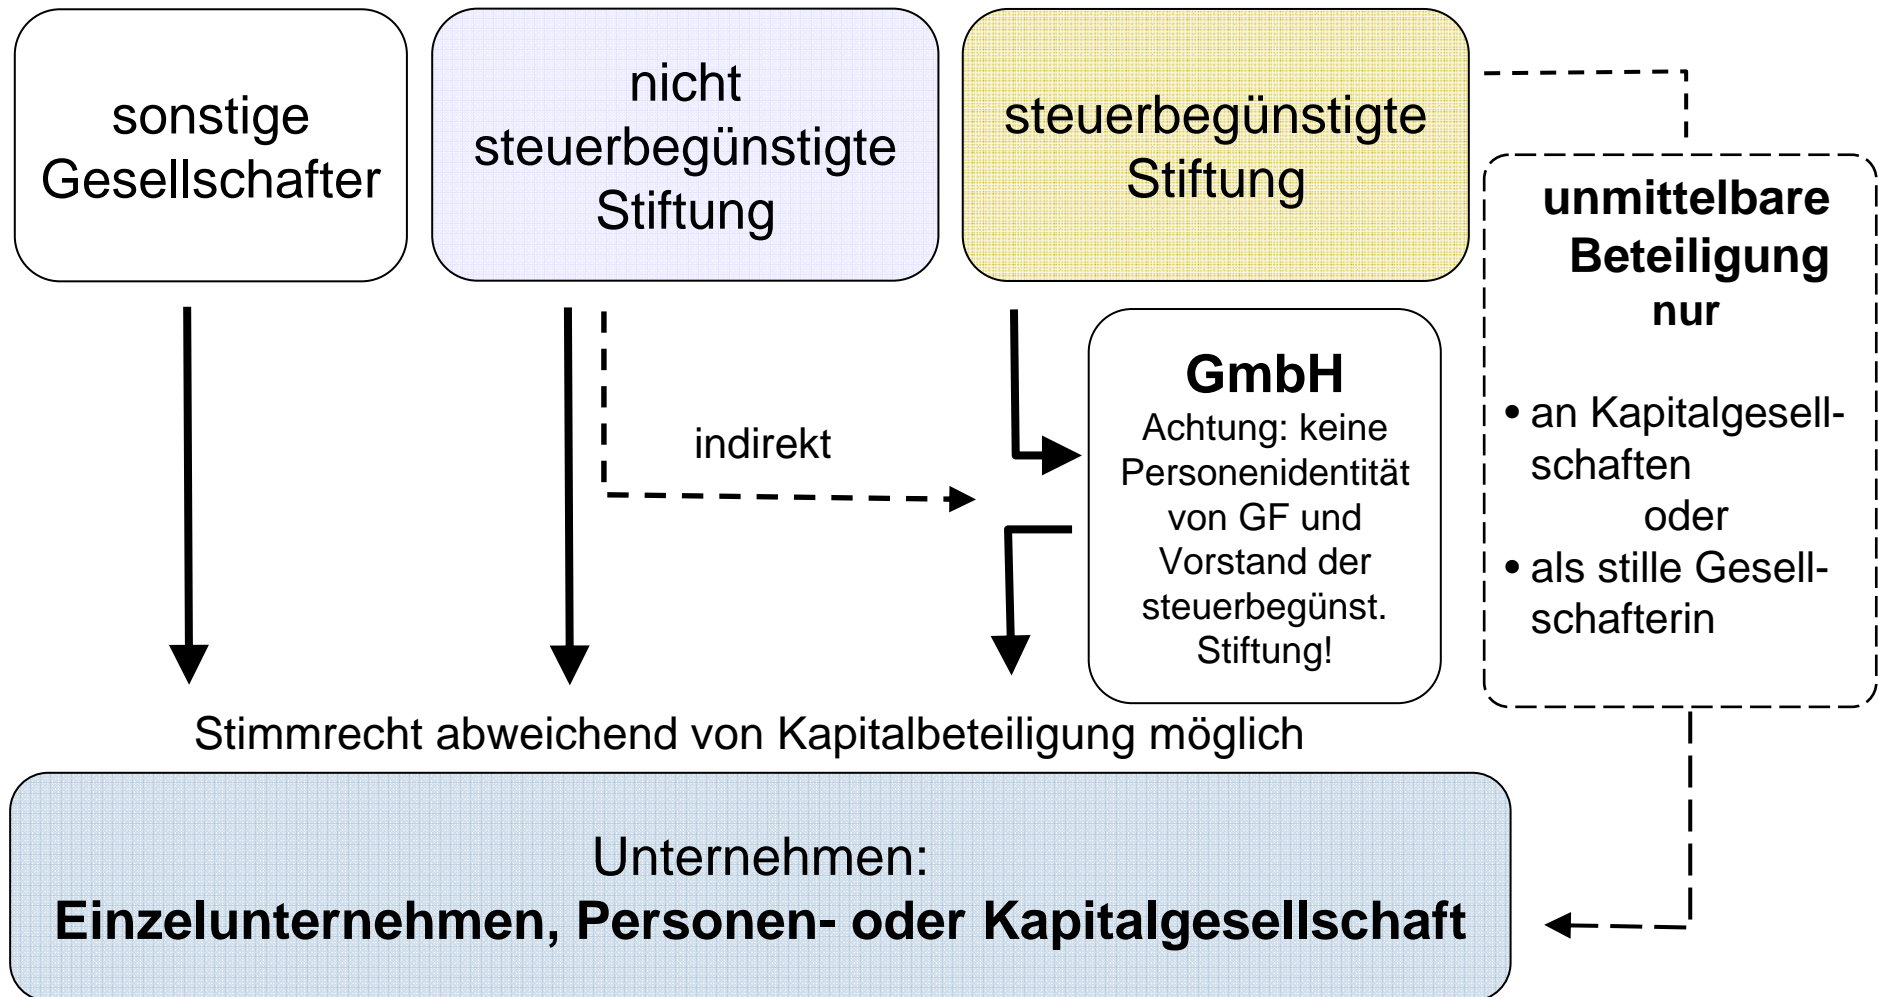 sonstige
Gesellschafter
nicht
steuerbegünstigte
Stiftung
steuerbegünstigte
Stiftung
unmittelbare
Beteiligung
nur
• an Kapitalgesell-
schaften
oder
• als stille Gesell-
schafterin
GmbH
Achtung: keine
Personenidentität
von GF und
Vorstand der
steuerbegünst.
Stiftung!
indirekt
Stimmrecht abweichend von Kapitalbeteiligung möglich
Unternehmen:
Einzelunternehmen, Personen- oder Kapitalgesellschaft